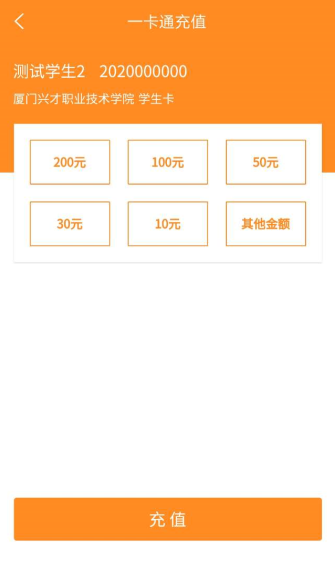 一卡通充值
测试学生2 2020000000
厦门兴才职业技术学院 学生卡
200元 100元 50元
30元 10元 其他金额
充值